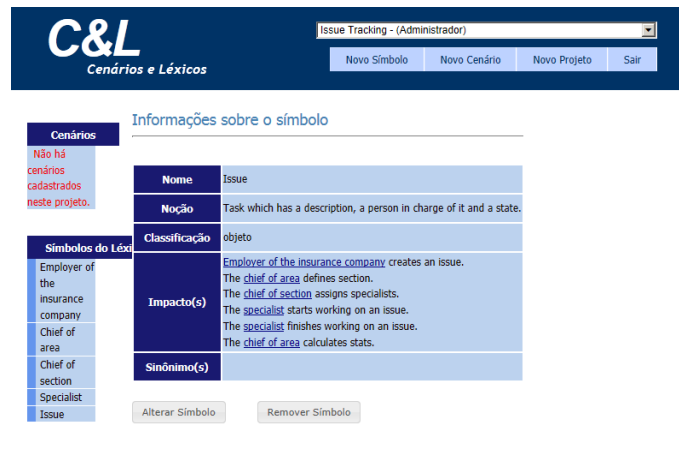 C&L
Cenários e Léxicos
Issue Tracking - (Administrador)
Novo Símbolo Novo Cenário Novo Projeto Sair
Cenários
Não há
cenários
cadastrados
neste projeto.
Símbolos do Léxi
Employer of
the
insurance
company
Chief of
area
Chief of
section
Specialist
Issue
Informações sobre o símbolo
Nome Issue
Noção Task which has a description, a person in charge of it and a state.
Classificação objeto
Impacto(s)
Employer of the insurance company creates an issue.
The chief of area defines section.
The chief of section assigns specialists.
The specialist starts working on an issue.
The specialist finishes working on an issue.
The chief of area calculates stats.
Sinônimo(s)
Alterar Símbolo Remover Símbolo